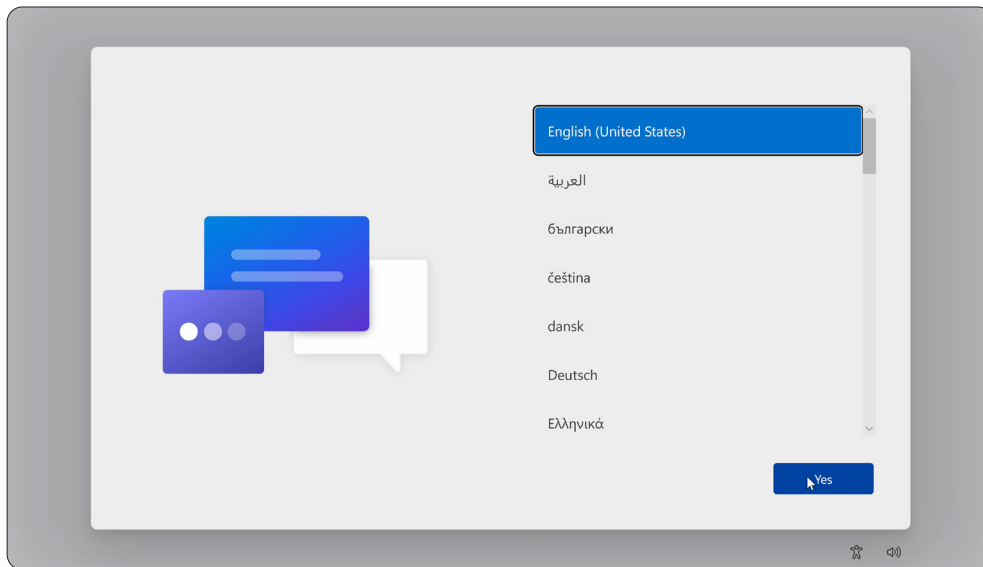 English (United States)
العربية
български
čeština
dansk
Deutsch
Ελληνικά
Yes